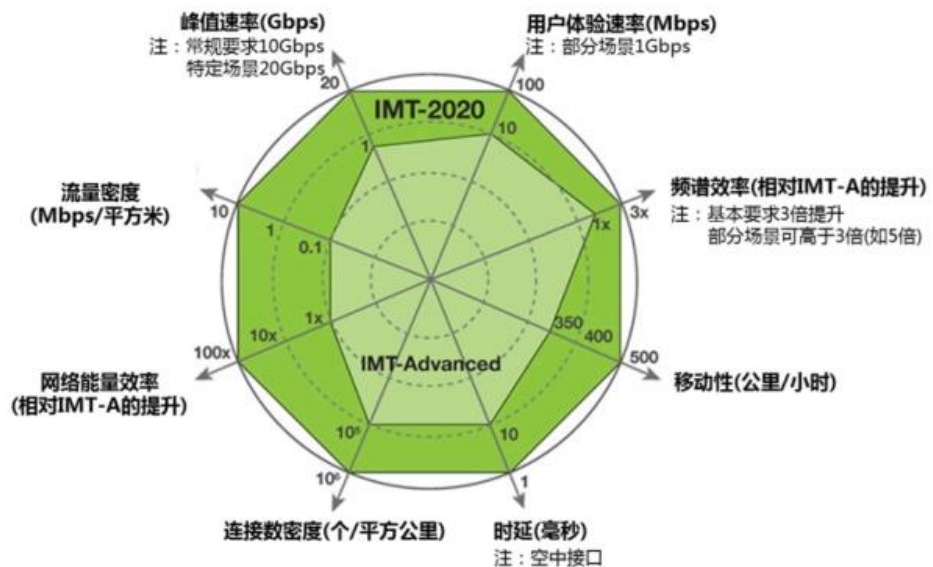 峰值速率(Gbps)
注：常规要求10Gbps
特定场景20Gbps
用户体验速率(Mbps)
注：部分场景1Gbps
20
100
IMT-2020
10
1
流量密度
(Mbps/平方米)
10
1
0.1
频谱效率(相对IMT-A的提升)
注：基本要求3倍提升
部分场景可高于3倍(如5倍)
3x
1x
1x
10x
100x
350
400
500
网络能量效率
(相对IMT-A的提升)
IMT-Advanced
移动性(公里/小时)
10⁵
10
10⁶
1
连接数密度(个/平方公里)
时延(毫秒)
注：空中接口